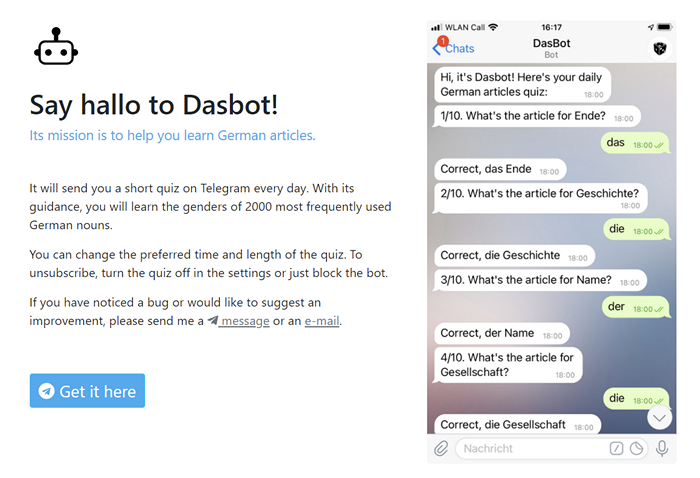 Say hallo to Dasbot!
Its mission is to help you learn German articles.
It will send you a short quiz on Telegram every day. With its
guidance, you will learn the genders of 2000 most frequently used
German nouns.
You can change the preferred time and length of the quiz. To
unsubscribe, turn the quiz off in the settings or just block the bot.
If you have noticed a bug or would like to suggest an
improvement, please send me a message or an e-mail.
Get it here
WLAN Call 16:17
1
Chats
DasBot
Bot
Hi, it's Dasbot! Here's your daily
German articles quiz: 18:00
1/10. What's the article for Ende? 18:00
das 18:00
Correct, das Ende 18:00
2/10. What's the article for Geschichte?
18:00
die 18:00
Correct, die Geschichte 18:00
3/10. What's the article for Name? 18:00
der 18:00
Correct, der Name 18:00
4/10. What's the article for
Gesellschaft? 18:00
die 18:00
Correct, die Gesellschaft 18:00
Nachricht